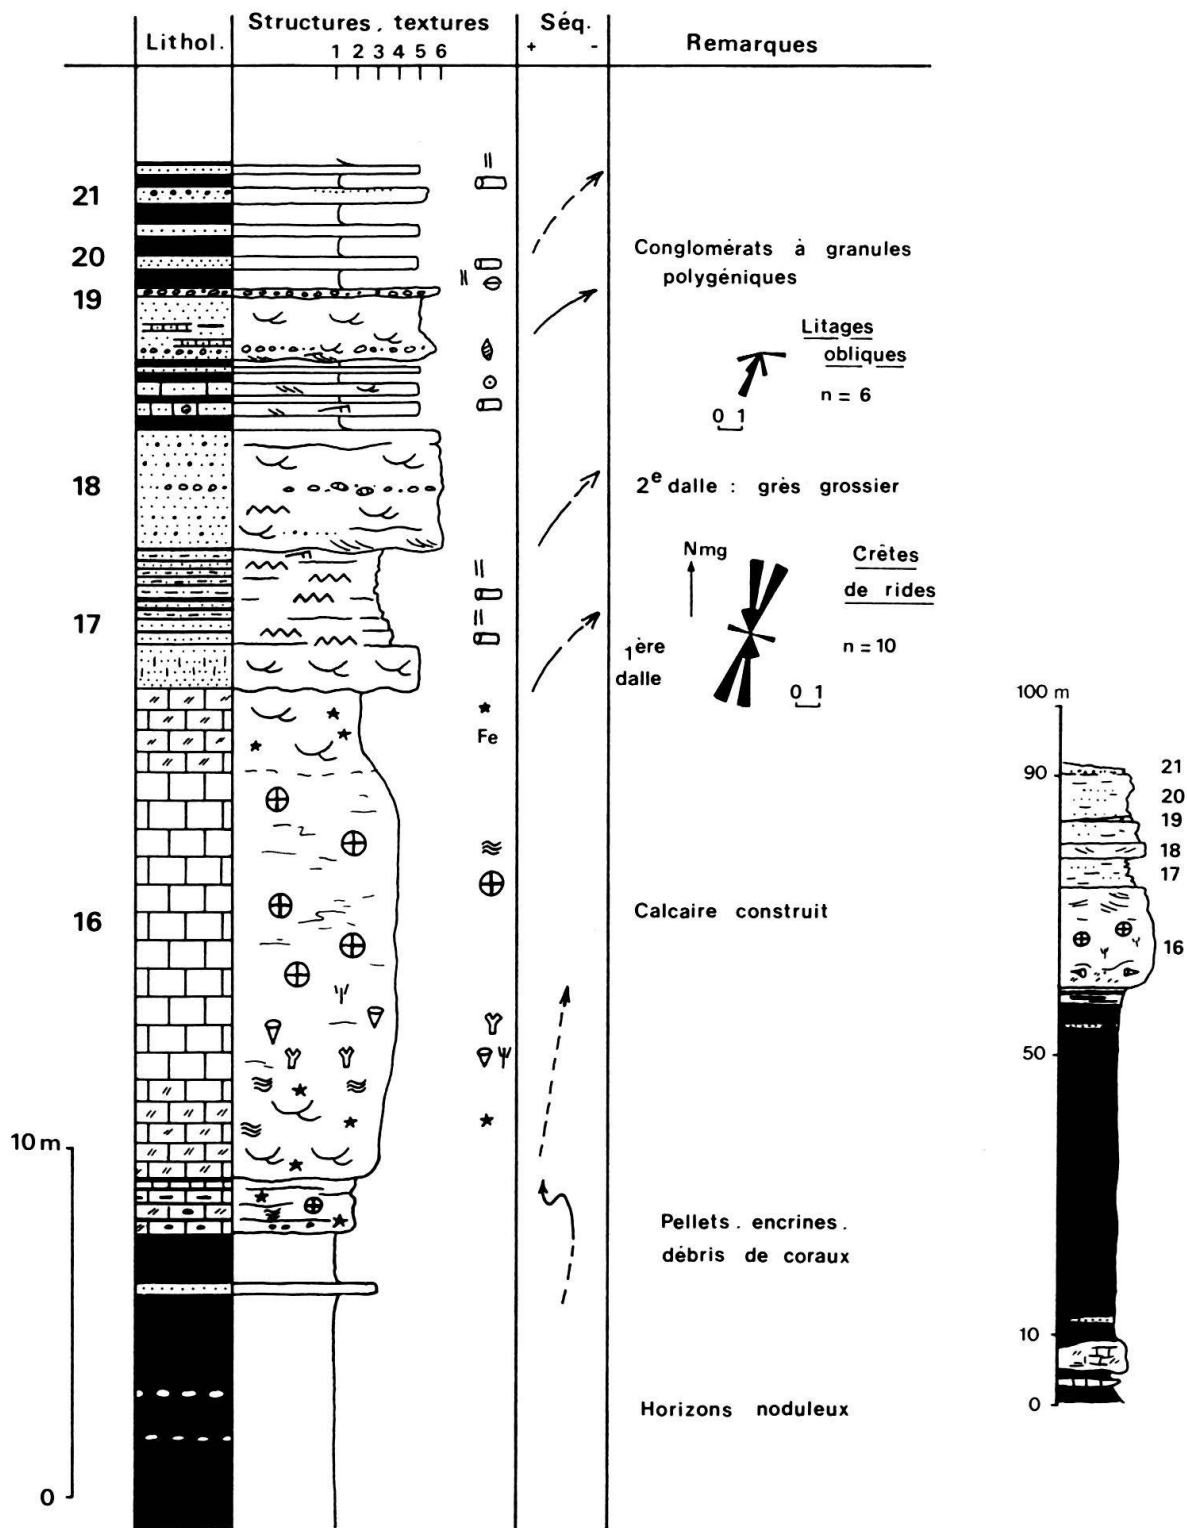 Lithol.
Structures, textures
1 2 3 4 5 6
Séq.
+ -
Remarques
21
20
19
18
17
16
10 m
0
Fe
Conglomérats à granules
polygéniques
Litages
obliques
n = 6
0 1
2e dalle : grès grossier
Nmg
Crêtes
de rides
n = 10
1ère
dalle
0 1
Calcaire construit
Pellets. encrines.
débris de coraux
Horizons noduleux
100 m
90
50
10
0
21
20
19
18
17
16